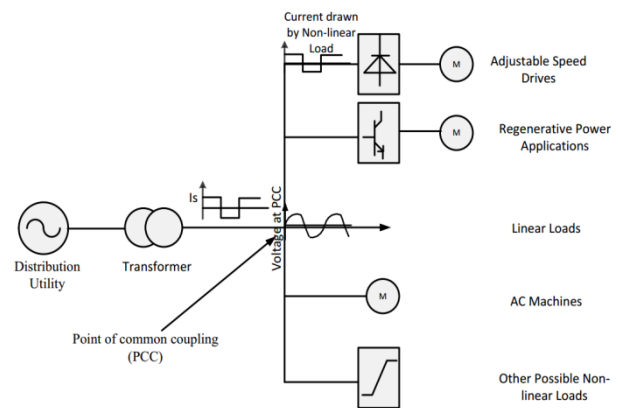 Current drawn
by Non-linear
Load
M
Adjustable Speed
Drives
M
Regenerative Power
Applications
Is
Voltage at PCC
Linear Loads
Distribution
Utility
Transformer
M
AC Machines
Point of common coupling
(PCC)
Other Possible Non-
linear Loads